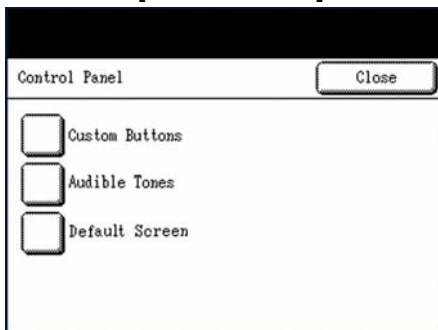 Control Panel
Close
Custom Buttons
Audible Tones
Default Screen